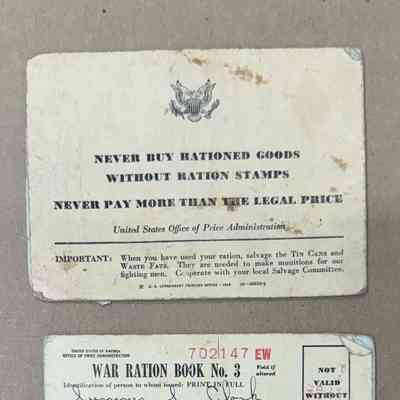 NEVER BUY RATIONED GOODS
WITHOUT RATION STAMPS
NEVER PAY MORE THAN THE LEGAL PRICE
United States Office of Price Administration
IMPORTANT: When you have used your ration, salvage the TIN CANS and
WASTE FATS. They are needed to make munitions for our
fighting men. Cooperate with your local Salvage Committee.
U. S. GOVERNMENT PRINTING OFFICE
UNITED STATES OF AMERICA
OFFICE OF PRICE ADMINISTRATION
702147 EW
WAR RATION BOOK No. 3
Void if
altered
Identification of person to whom issued: PRINT IN FULL
NOT
VALID
WITHOUT